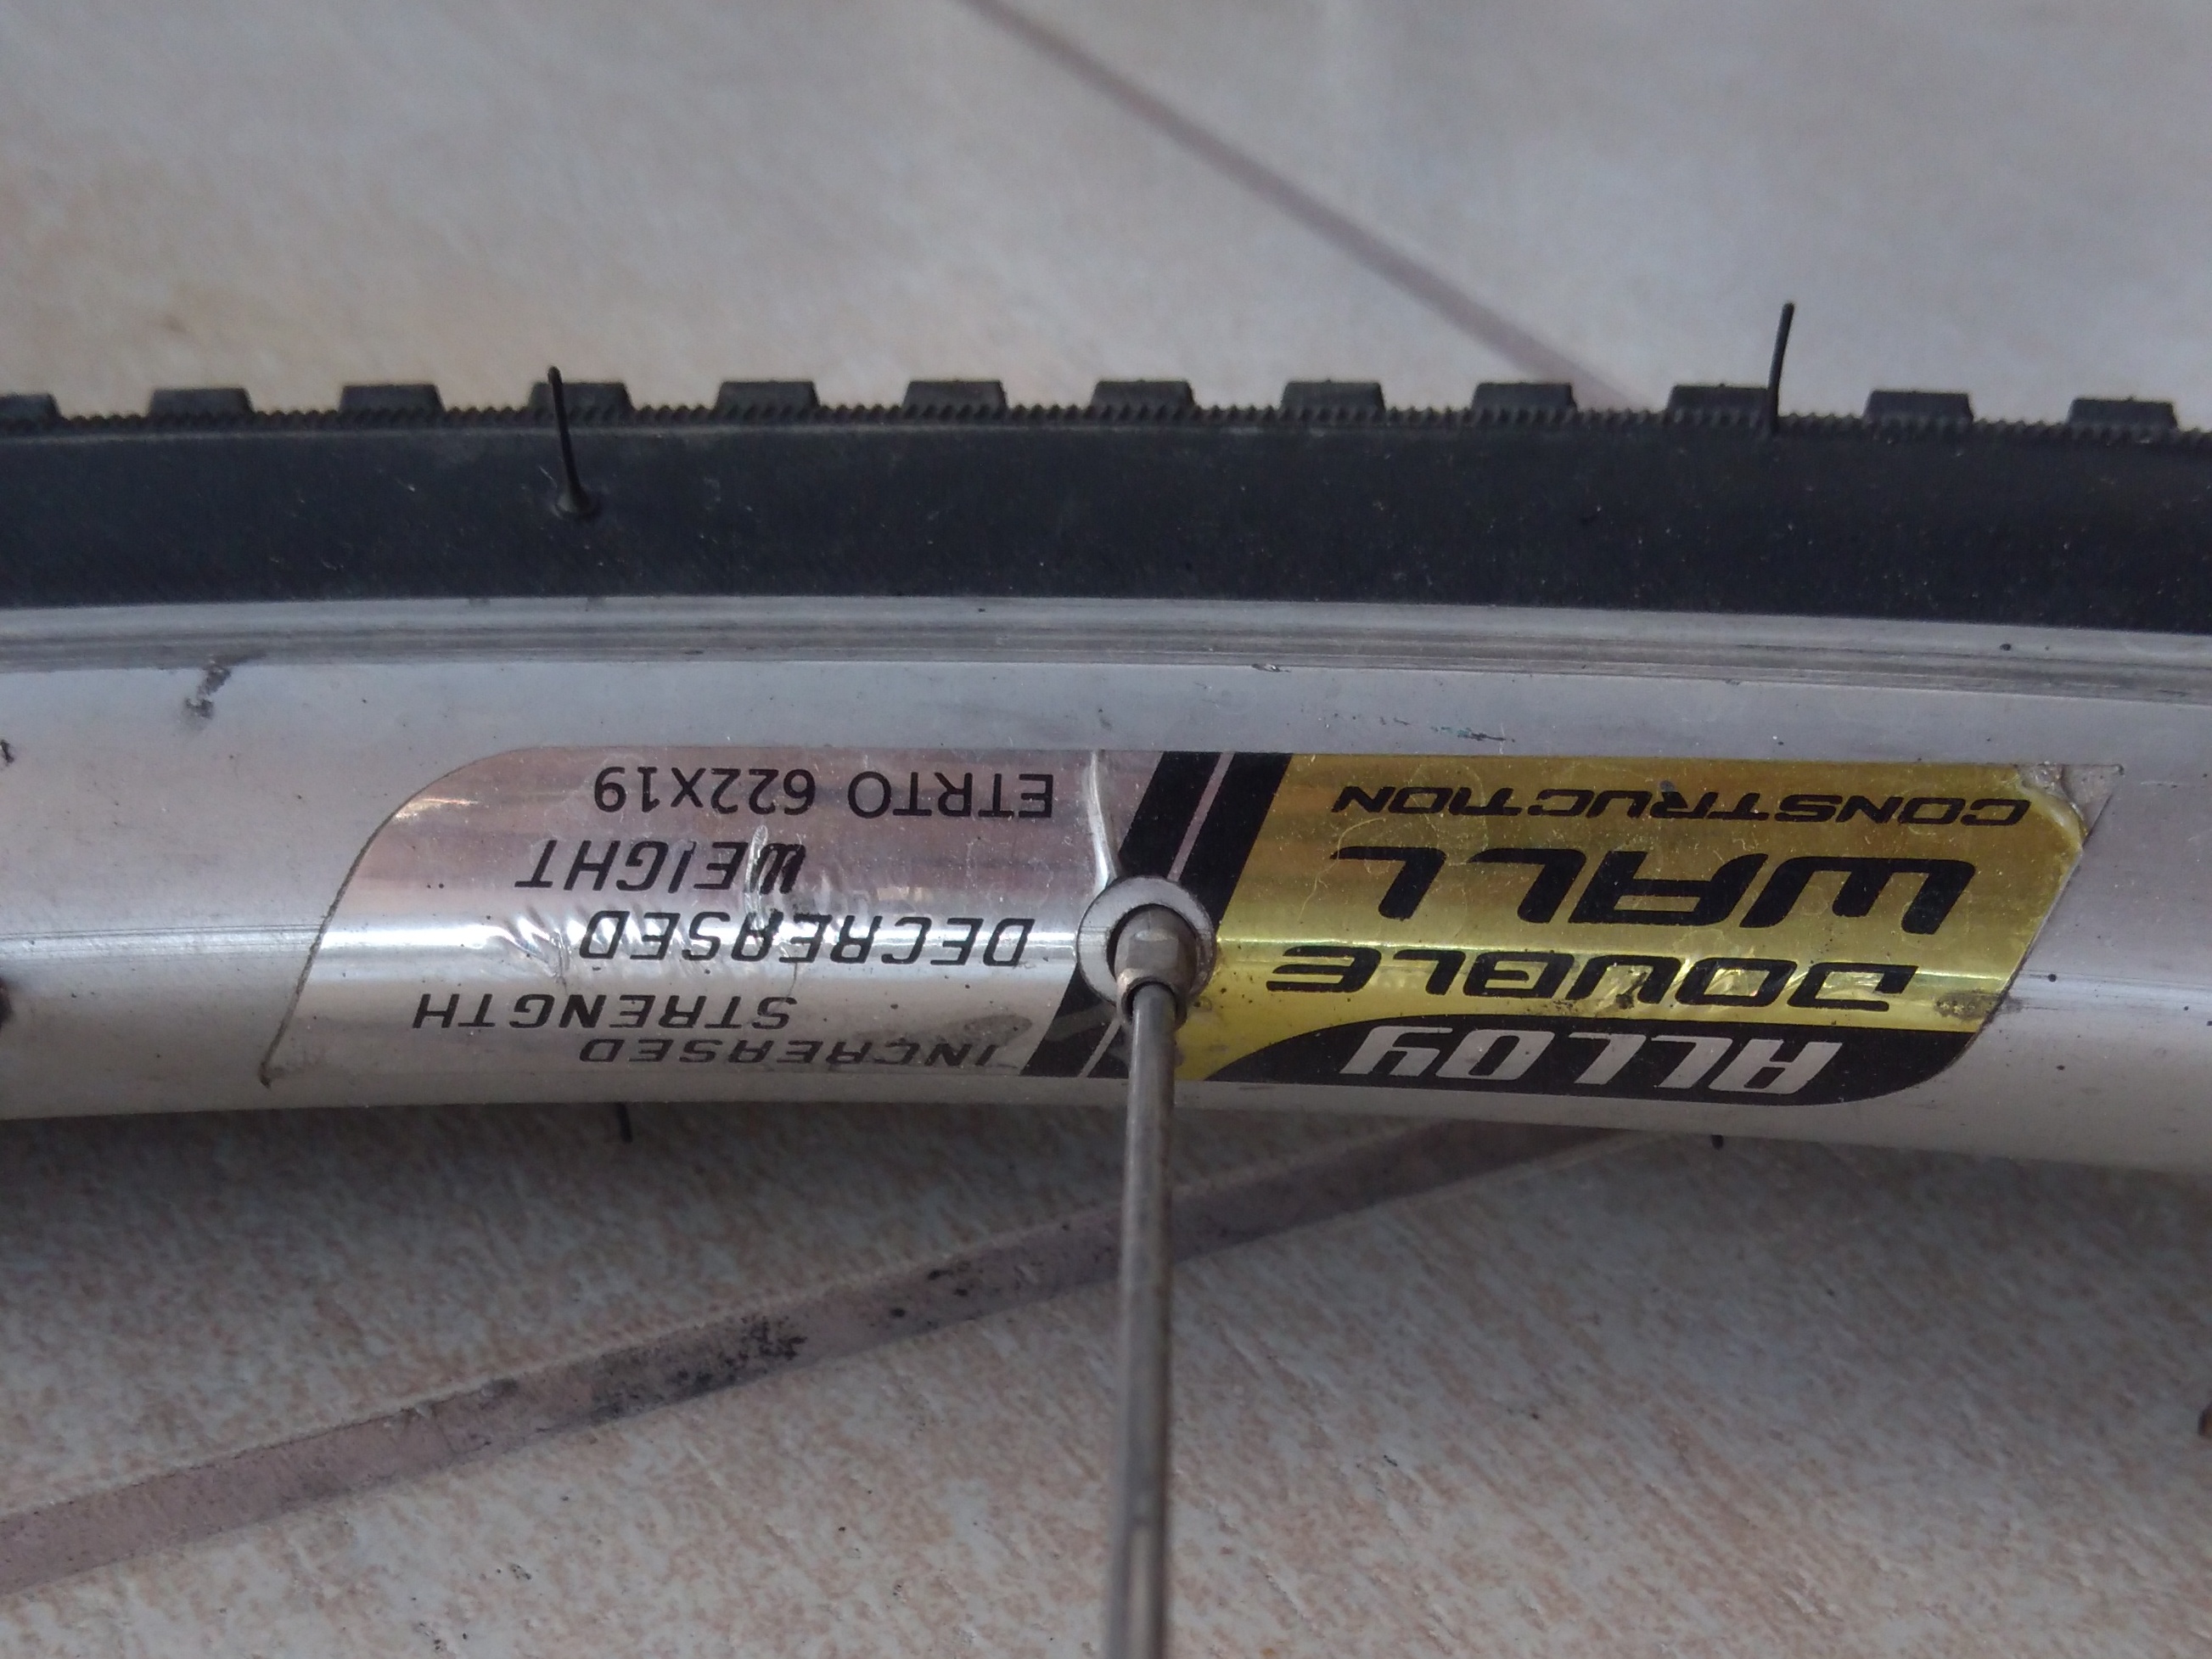 ALLOY
DOUBLE
WALL
CONSTRUCTION
INCREASED
STRENGTH
DECREASED
WEIGHT
ETRTO 622X19